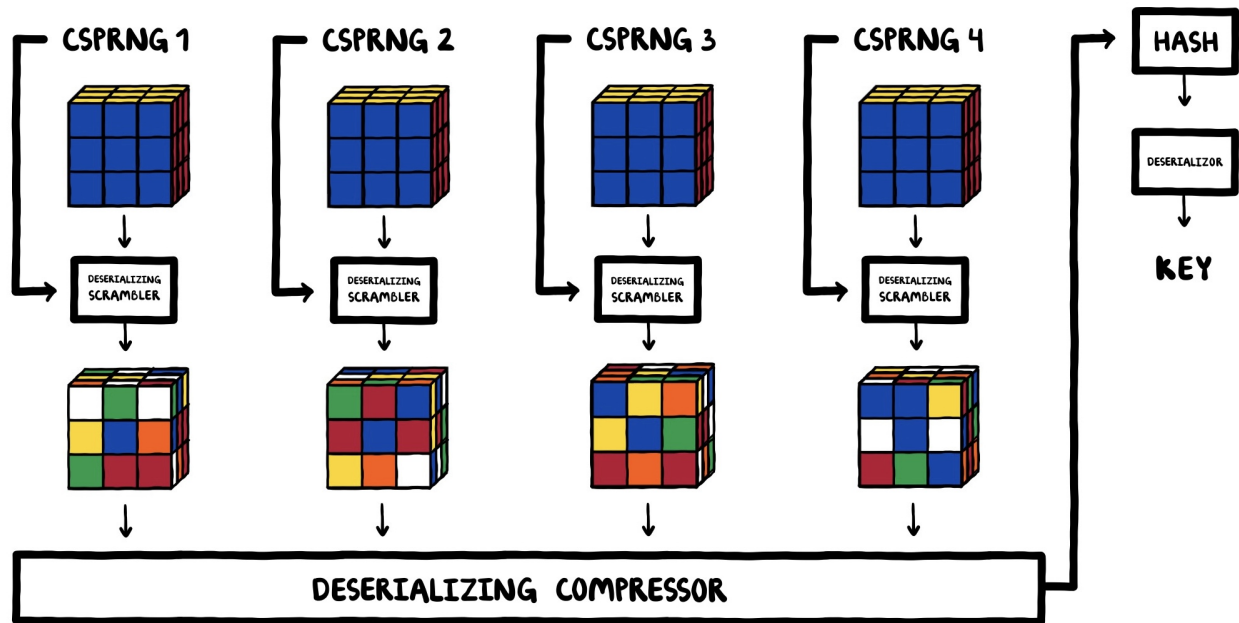 CSPRNG 1
CSPRNG 2
CSPRNG 3
CSPRNG 4
HASH
DESERIALIZOR
KEY
DESERIALIZING
SCRAMBLER
DESERIALIZING
SCRAMBLER
DESERIALIZING
SCRAMBLER
DESERIALIZING
SCRAMBLER
DESERIALIZING COMPRESSOR